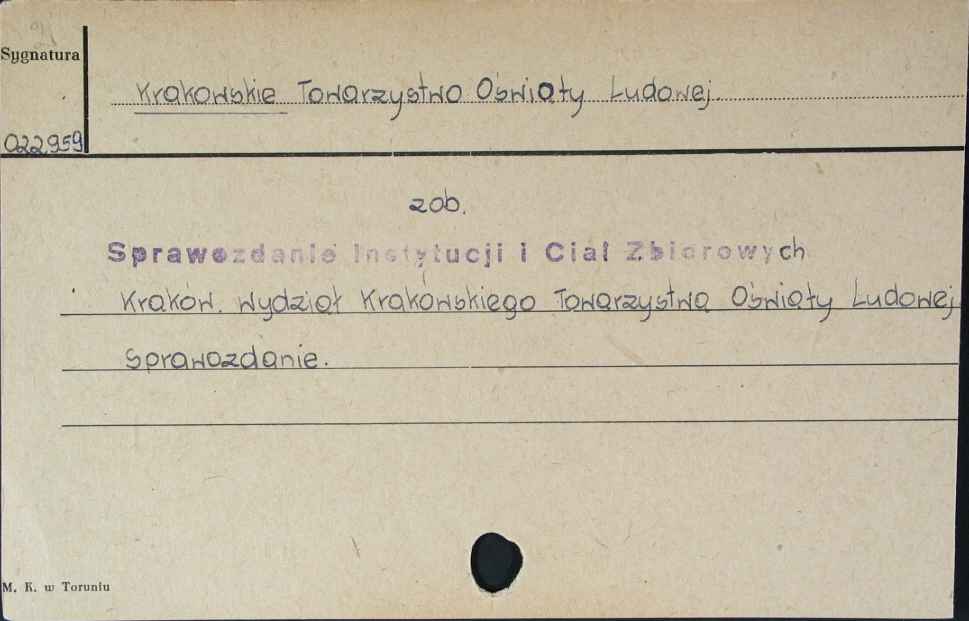 Sygnatura
Krakowskie Towarzystwo Oświaty Ludowej.
022959
zob.
Sprawozdanie Instytucji i Ciał Zbiorowych
Kraków. Wydział Krakowskiego Towarzystwa Oświaty Ludowej
Sprawozdanie.
M. K. w Toruniu